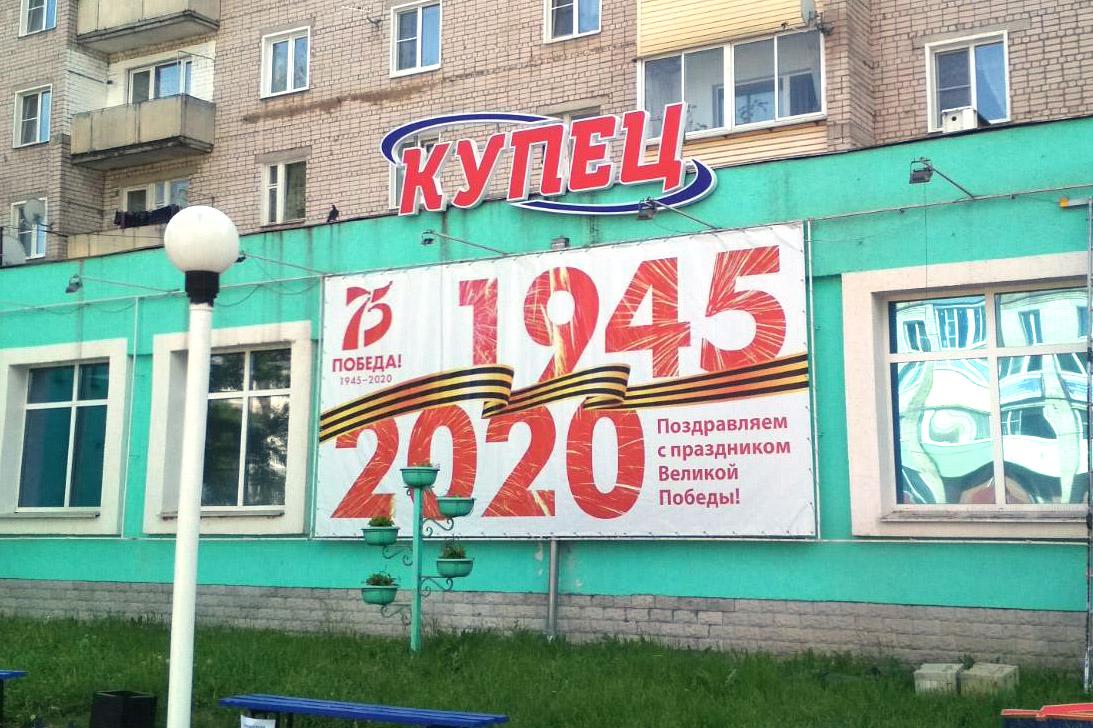 КУПЕЦ
75
ПОБЕДА!
1945–2020
1945
2020
Поздравляем
с праздником
Великой
Победы!